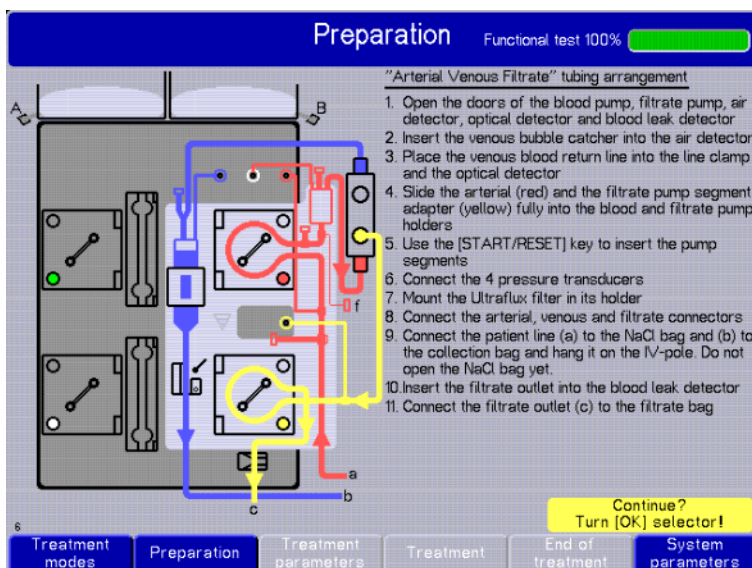 Preparation
Functional test 100%
"Arterial Venous Filtrate" tubing arrangement
1. Open the doors of the blood pump, filtrate pump, air
detector, optical detector and blood leak detector
2. Insert the venous bubble catcher into the air detector
3. Place the venous blood return line into the line clamp
and the optical detector
4. Slide the arterial (red) and the filtrate pump segment
adapter (yellow) fully into the blood and filtrate pump
holders
5. Use the [START/RESET] key to insert the pump
segments
6. Connect the 4 pressure transducers
7. Mount the Ultraflux filter in its holder
8. Connect the arterial, venous and filtrate connectors
9. Connect the patient line (a) to the NaCl bag and (b) to
the collection bag and hang it on the IV-pole. Do not
open the NaCl bag yet.
10.Insert the filtrate outlet into the blood leak detector
11. Connect the filtrate outlet (c) to the filtrate bag
A
B
f
a
b
c
Continue?
Turn [OK] selector!
6
Treatment
modes
Preparation
Treatment
parameters
Treatment
End of
treatment
System
parameters